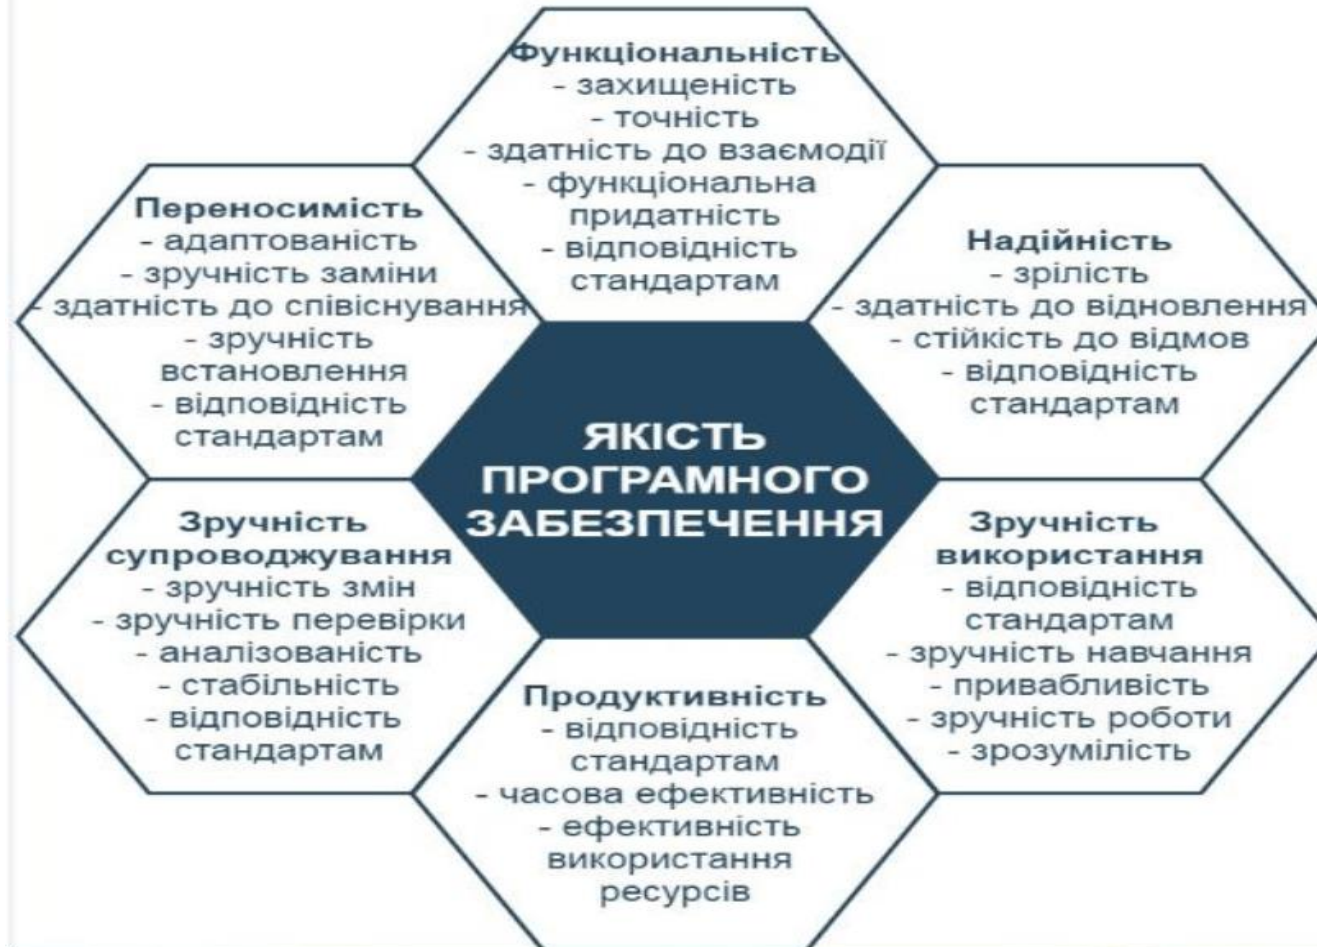 Функціональність
- захищеність
- точність
- здатність до взаємодії
- функціональна
придатність
- відповідність
стандартам
Надійність
- зрілість
- здатність до відновлення
- стійкість до відмов
- відповідність
стандартам
Зручність
використання
- відповідність
стандартам
- зручність навчання
- привабливість
- зручність роботи
- зрозумілість
Продуктивність
- відповідність
стандартам
- часова ефективність
- ефективність
використання
ресурсів
Зручність
супроводжування
- зручність змін
- зручність перевірки
- аналізованість
- стабільність
- відповідність
стандартам
Переносимість
- адаптованість
- зручність заміни
- здатність до співіснування
- зручність
встановлення
- відповідність
стандартам
ЯКІСТЬ
ПРОГРАМНОГО
ЗАБЕЗПЕЧЕННЯ